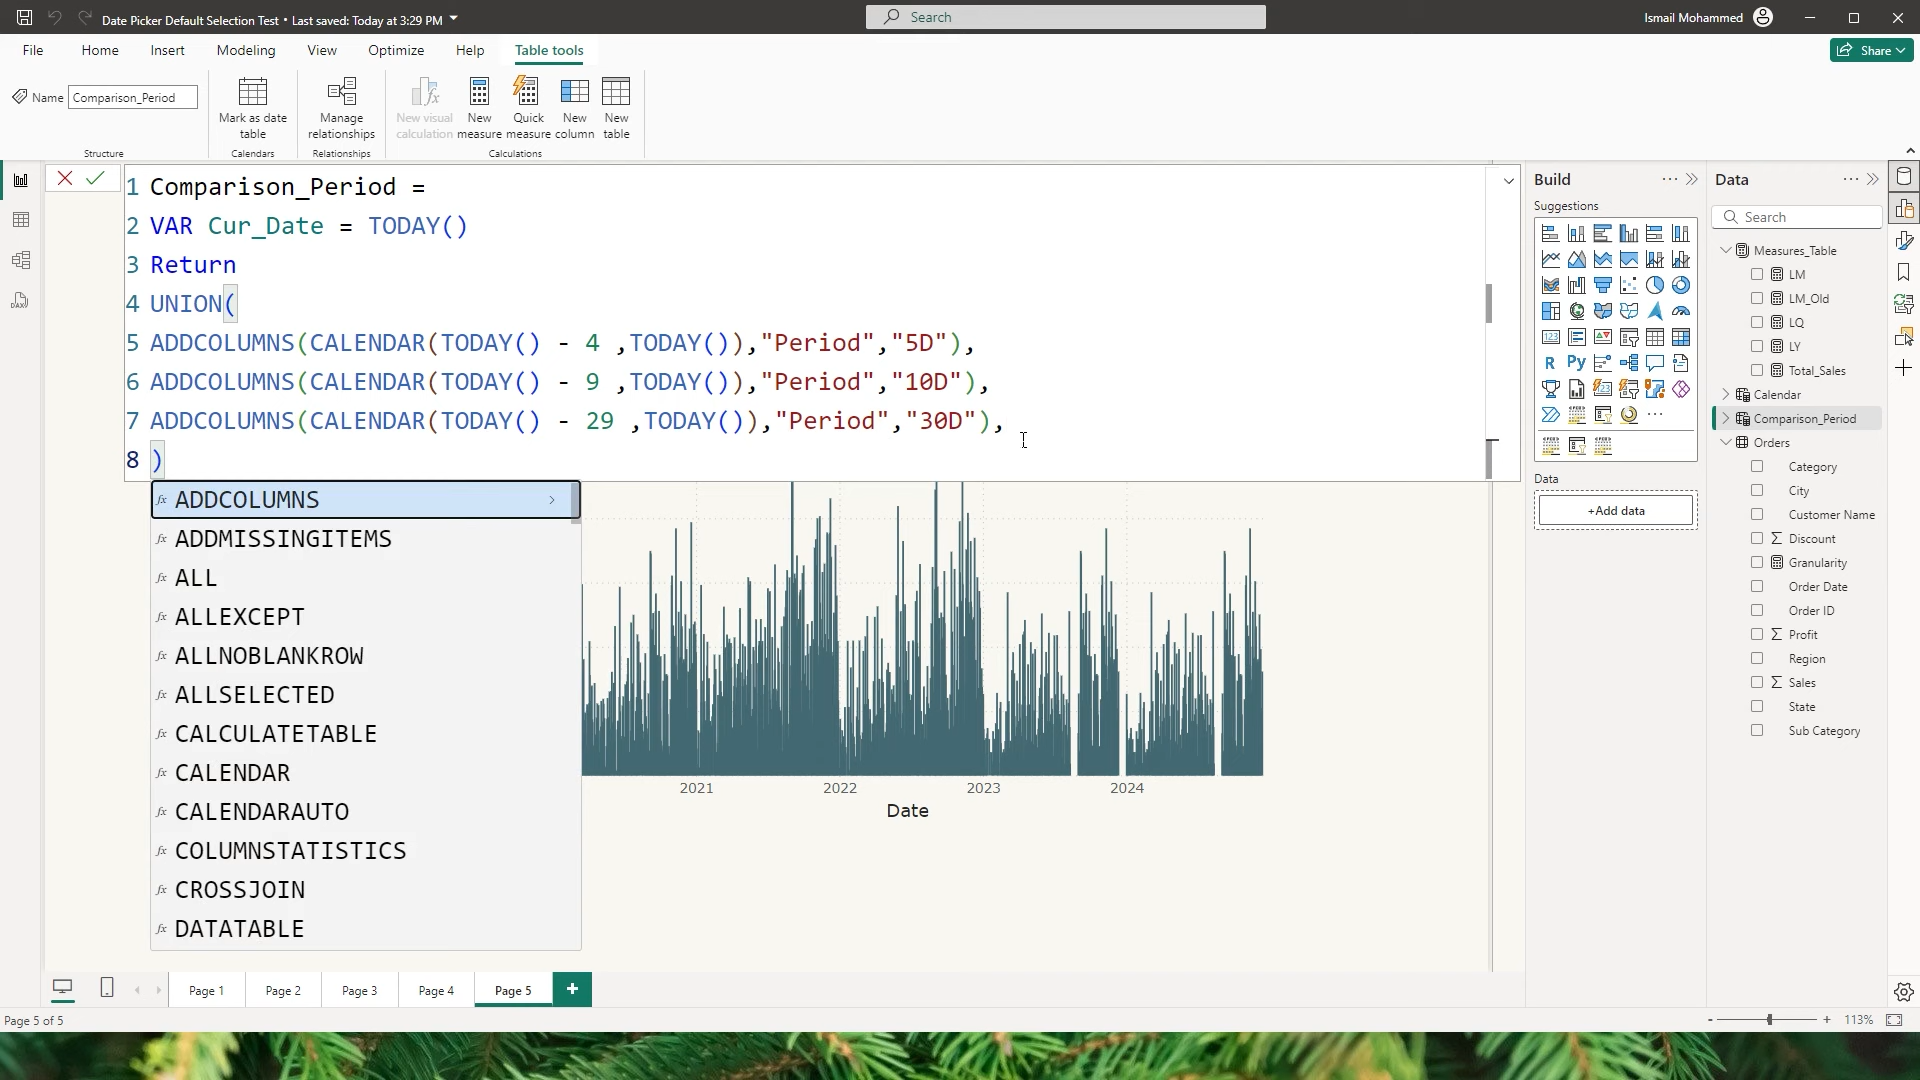 Date Picker Default Selection Test • Last saved: Today at 3:29 PM
Search
Ismail Mohammed
File
Home
Insert
Modeling
View
Optimize
Help
Table tools
Share
Name
Comparison_Period
Mark as date
table
Manage
relationships
New visual
calculation
New
measure
Quick
measure
New
column
New
table
Structure
Calendars
Relationships
Calculations
1 Comparison_Period =
2 VAR Cur_Date = TODAY()
3 Return
4 UNION(
5 ADDCOLUMNS(CALENDAR(TODAY() - 4 ,TODAY()),"Period","5D"),
6 ADDCOLUMNS(CALENDAR(TODAY() - 9 ,TODAY()),"Period","10D"),
7 ADDCOLUMNS(CALENDAR(TODAY() - 29 ,TODAY()),"Period","30D"),
8 )
ADDCOLUMNS
ADDMISSINGITEMS
ALL
ALLEXCEPT
ALLNOBLANKROW
ALLSELECTED
CALCULATETABLE
CALENDAR
CALENDARAUTO
COLUMNSTATISTICS
CROSSJOIN
DATATABLE
2021
2022
2023
2024
Date
Build
Suggestions
R
Py
Data
+Add data
Data
Search
Measures_Table
LM
LM_Old
LQ
LY
Total_Sales
Calendar
Comparison_Period
Orders
Category
City
Customer Name
Discount
Granularity
Order Date
Order ID
Profit
Region
Sales
State
Sub Category
Page 1
Page 2
Page 3
Page 4
Page 5
+
Page 5 of 5
- + 113%